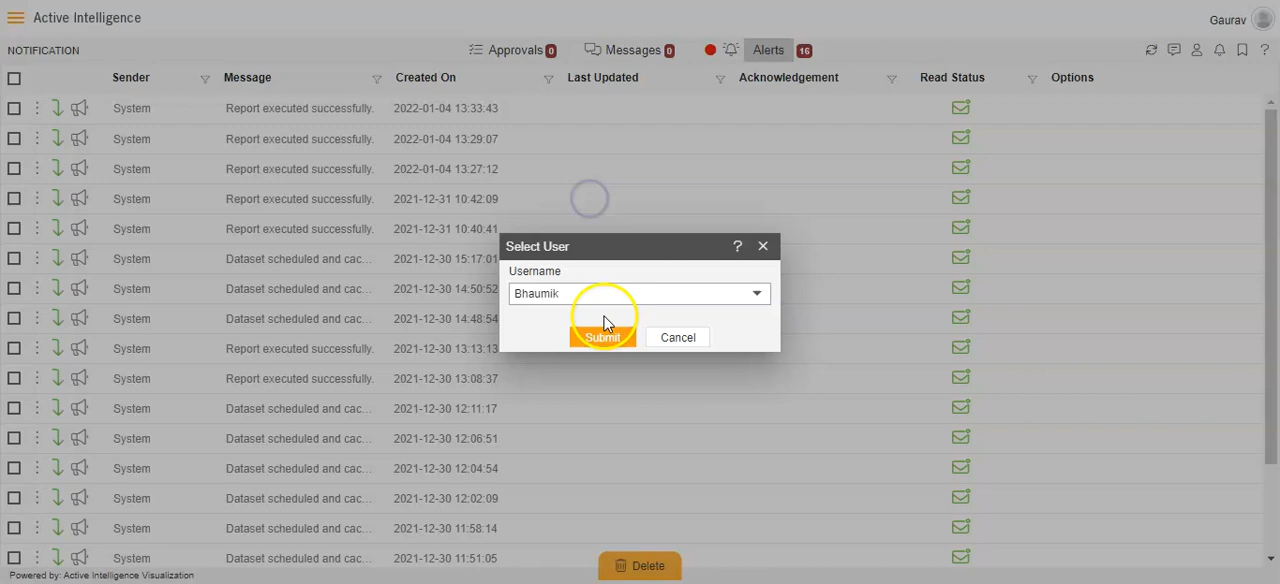 Active Intelligence
Gaurav
NOTIFICATION Approvals 0 Messages 0 Alerts 16 ?
Sender Message Created On Last Updated Acknowledgement Read Status Options
System Report executed successfully. 2022-01-04 13:33:43
System Report executed successfully. 2022-01-04 13:29:07
System Report executed successfully. 2022-01-04 13:27:12
System Report executed successfully. 2021-12-31 10:42:09
System Report executed successfully. 2021-12-31 10:40:41
Select User ? ×
Username
Bhaumik
Submit Cancel
System Dataset scheduled and cac... 2021-12-30 15:17:01
System Dataset scheduled and cac... 2021-12-30 14:50:52
System Dataset scheduled and cac... 2021-12-30 14:48:54
System Report executed successfully. 2021-12-30 13:13:13
System Report executed successfully. 2021-12-30 13:08:37
System Dataset scheduled and cac... 2021-12-30 12:11:17
System Dataset scheduled and cac... 2021-12-30 12:06:51
System Dataset scheduled and cac... 2021-12-30 12:04:54
System Dataset scheduled and cac... 2021-12-30 12:02:09
System Dataset scheduled and cac... 2021-12-30 11:58:14
System Dataset scheduled and cac... 2021-12-30 11:51:05
Delete
Powered by: Active Intelligence Visualization